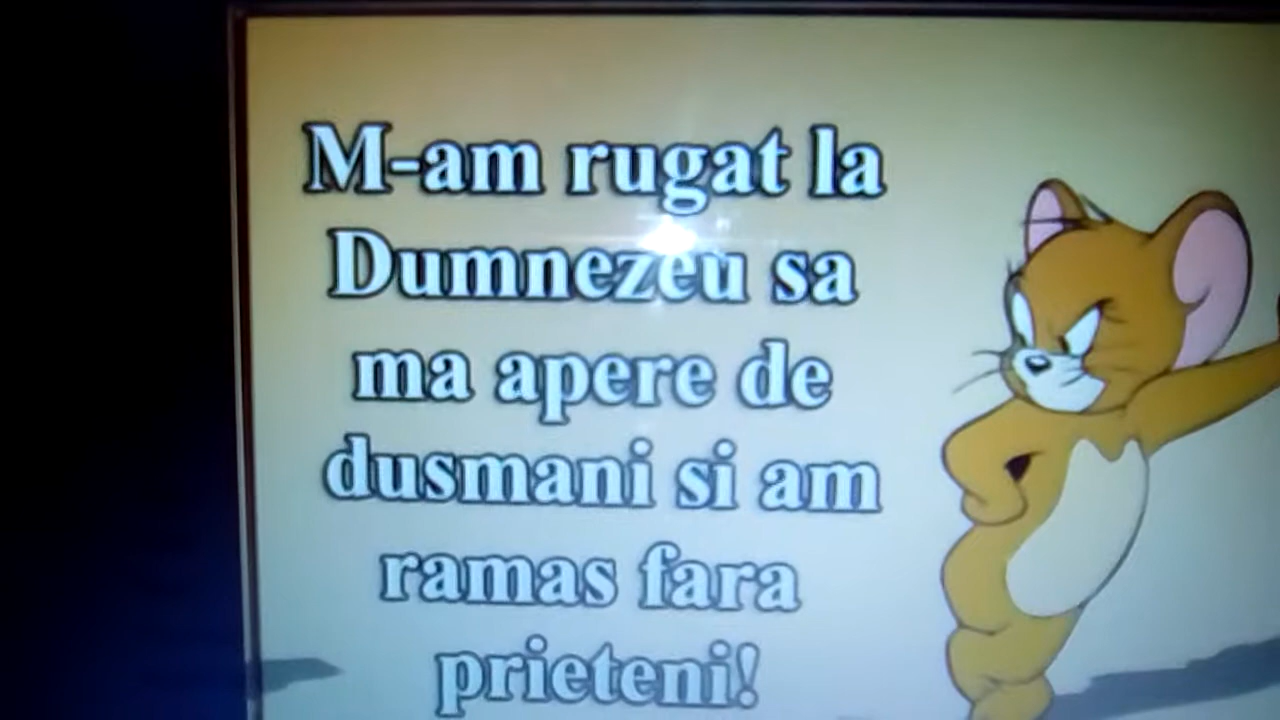 M-am rugat la
Dumnezeu sa
ma apere de
dusmani si am
ramas fara
prieteni!